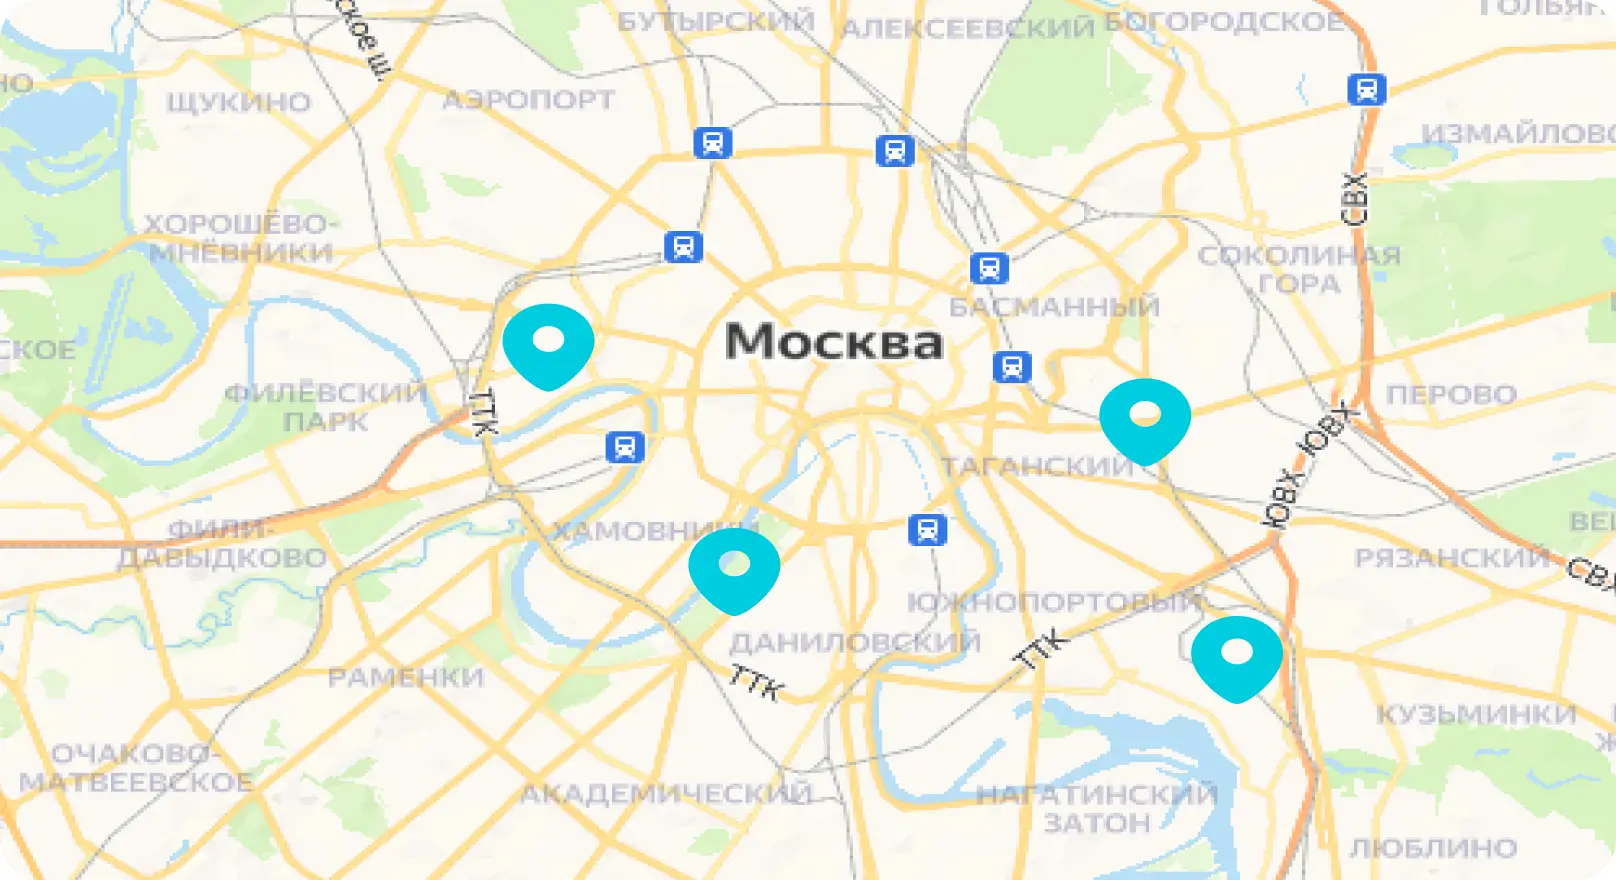 БУТЫРСКИЙ
АЛЕКСЕЕВСКИЙ
БОГОРОДСКОЕ
ское ш.
ЩУКИНО
АЭРОПОРТ
ИЗМАЙЛОВО
СВХ
ХОРОШЁВО-
МНЁВНИКИ
СОКОЛИНАЯ
ГОРА
БАСМАННЫЙ
Москва
СКОЕ
ФИЛЁВСКИЙ
ПАРК
ТТК
ПЕРОВО
ЮВХ
ЮВХ
ТАГАНСКИЙ
ФИЛИ-
ДАВЫДКОВО
ХАМОВНИКИ
ВЕ
РЯЗАНСКИЙ
СВХ
ЮЖНОПОРТОВЫЙ
ДАНИЛОВСКИЙ
ТТК
ТТК
РАМЕНКИ
КУЗЬМИНКИ
ОЧАКОВО-
МАТВЕЕВСКОЕ
АКАДЕМИЧЕСКИЙ
НАГАТИНСКИЙ
ЗАТОН
ЛЮБЛИНО